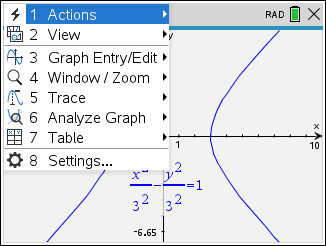 RAD
1 Actions
2 View
3 Graph Entry/Edit
4 Window / Zoom
5 Trace
6 Analyze Graph
7 Table
8 Settings...
y
x
10
x²/3² - y²/3² =1
-6.65